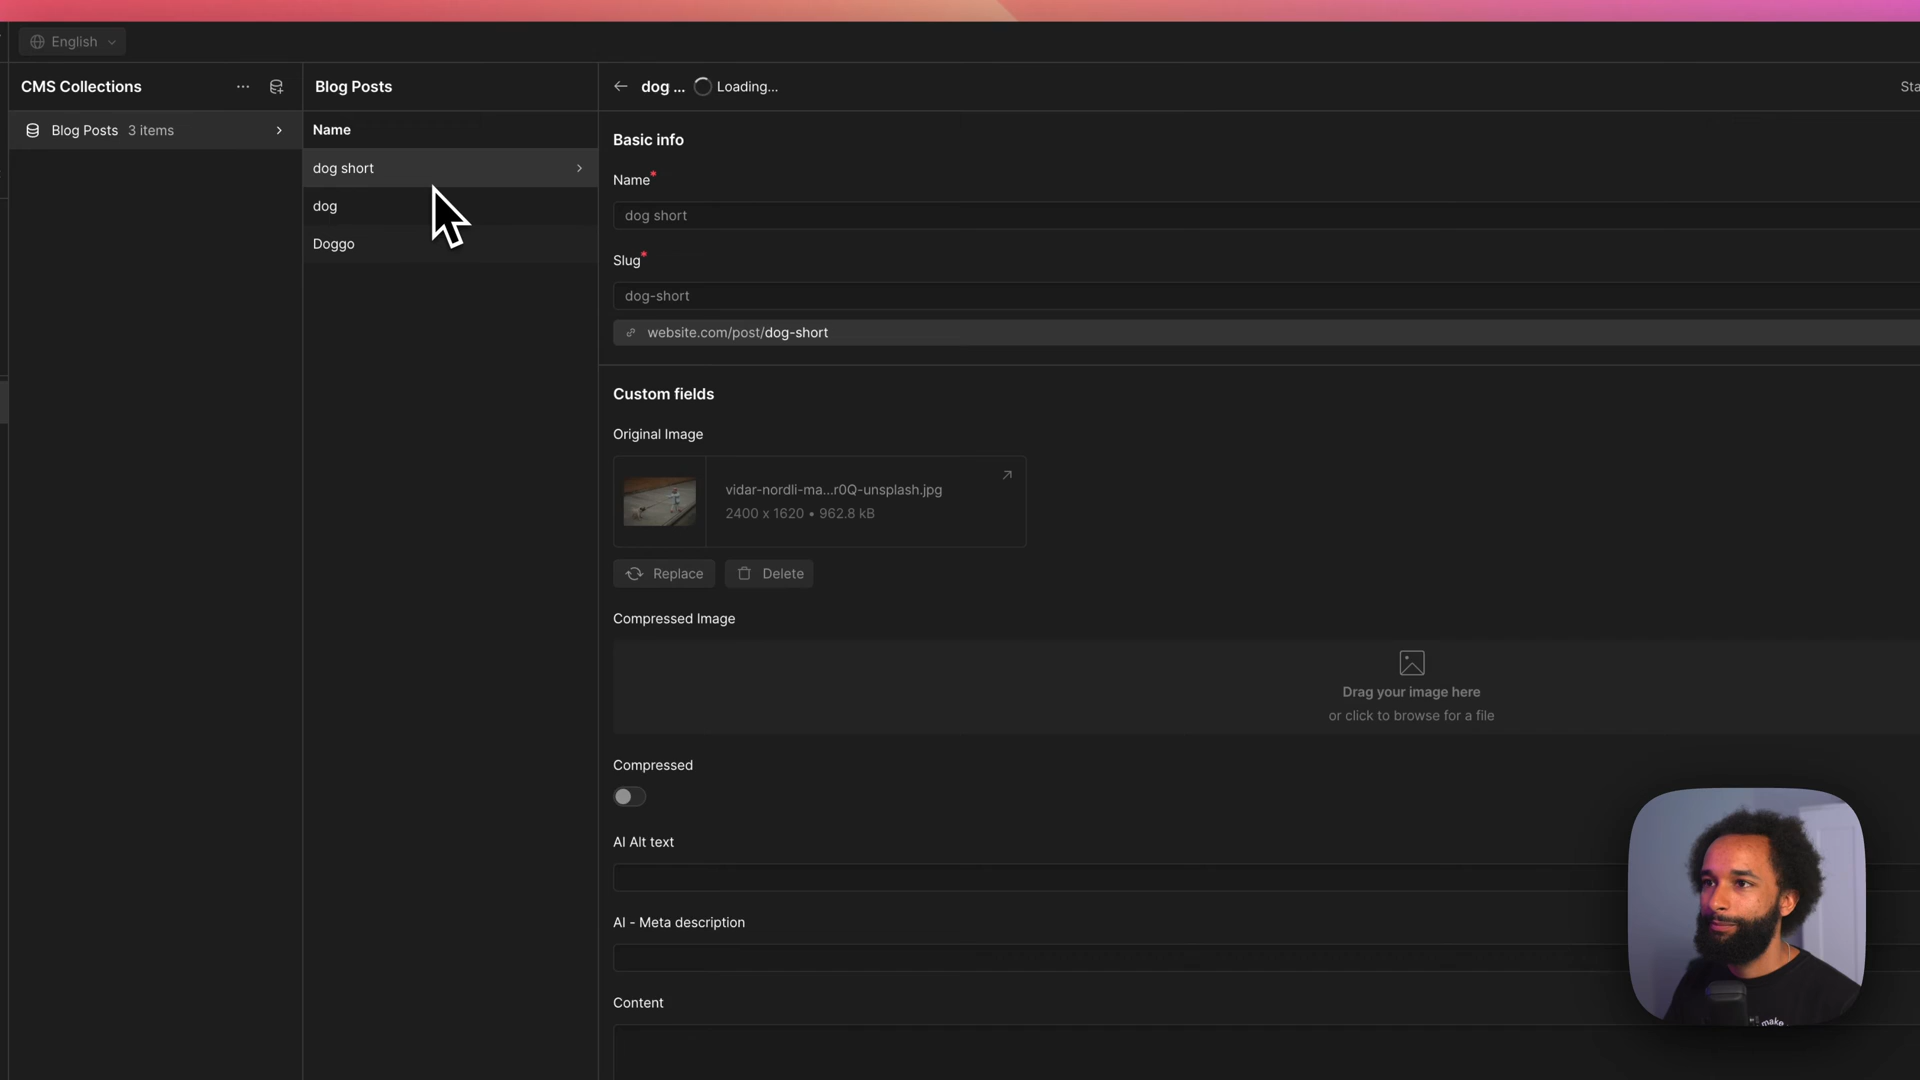 English
CMS Collections
Blog Posts 3 items
Blog Posts
Name
dog short
dog
Doggo
dog ... Loading...
Sta
Basic info
Name*
dog short
Slug*
dog-short
website.com/post/dog-short
Custom fields
Original Image
vidar-nordli-ma...r0Q-unsplash.jpg
2400 x 1620 • 962.8 kB
Replace Delete
Compressed Image
Drag your image here
or click to browse for a file
Compressed
AI Alt text
AI - Meta description
Content
make